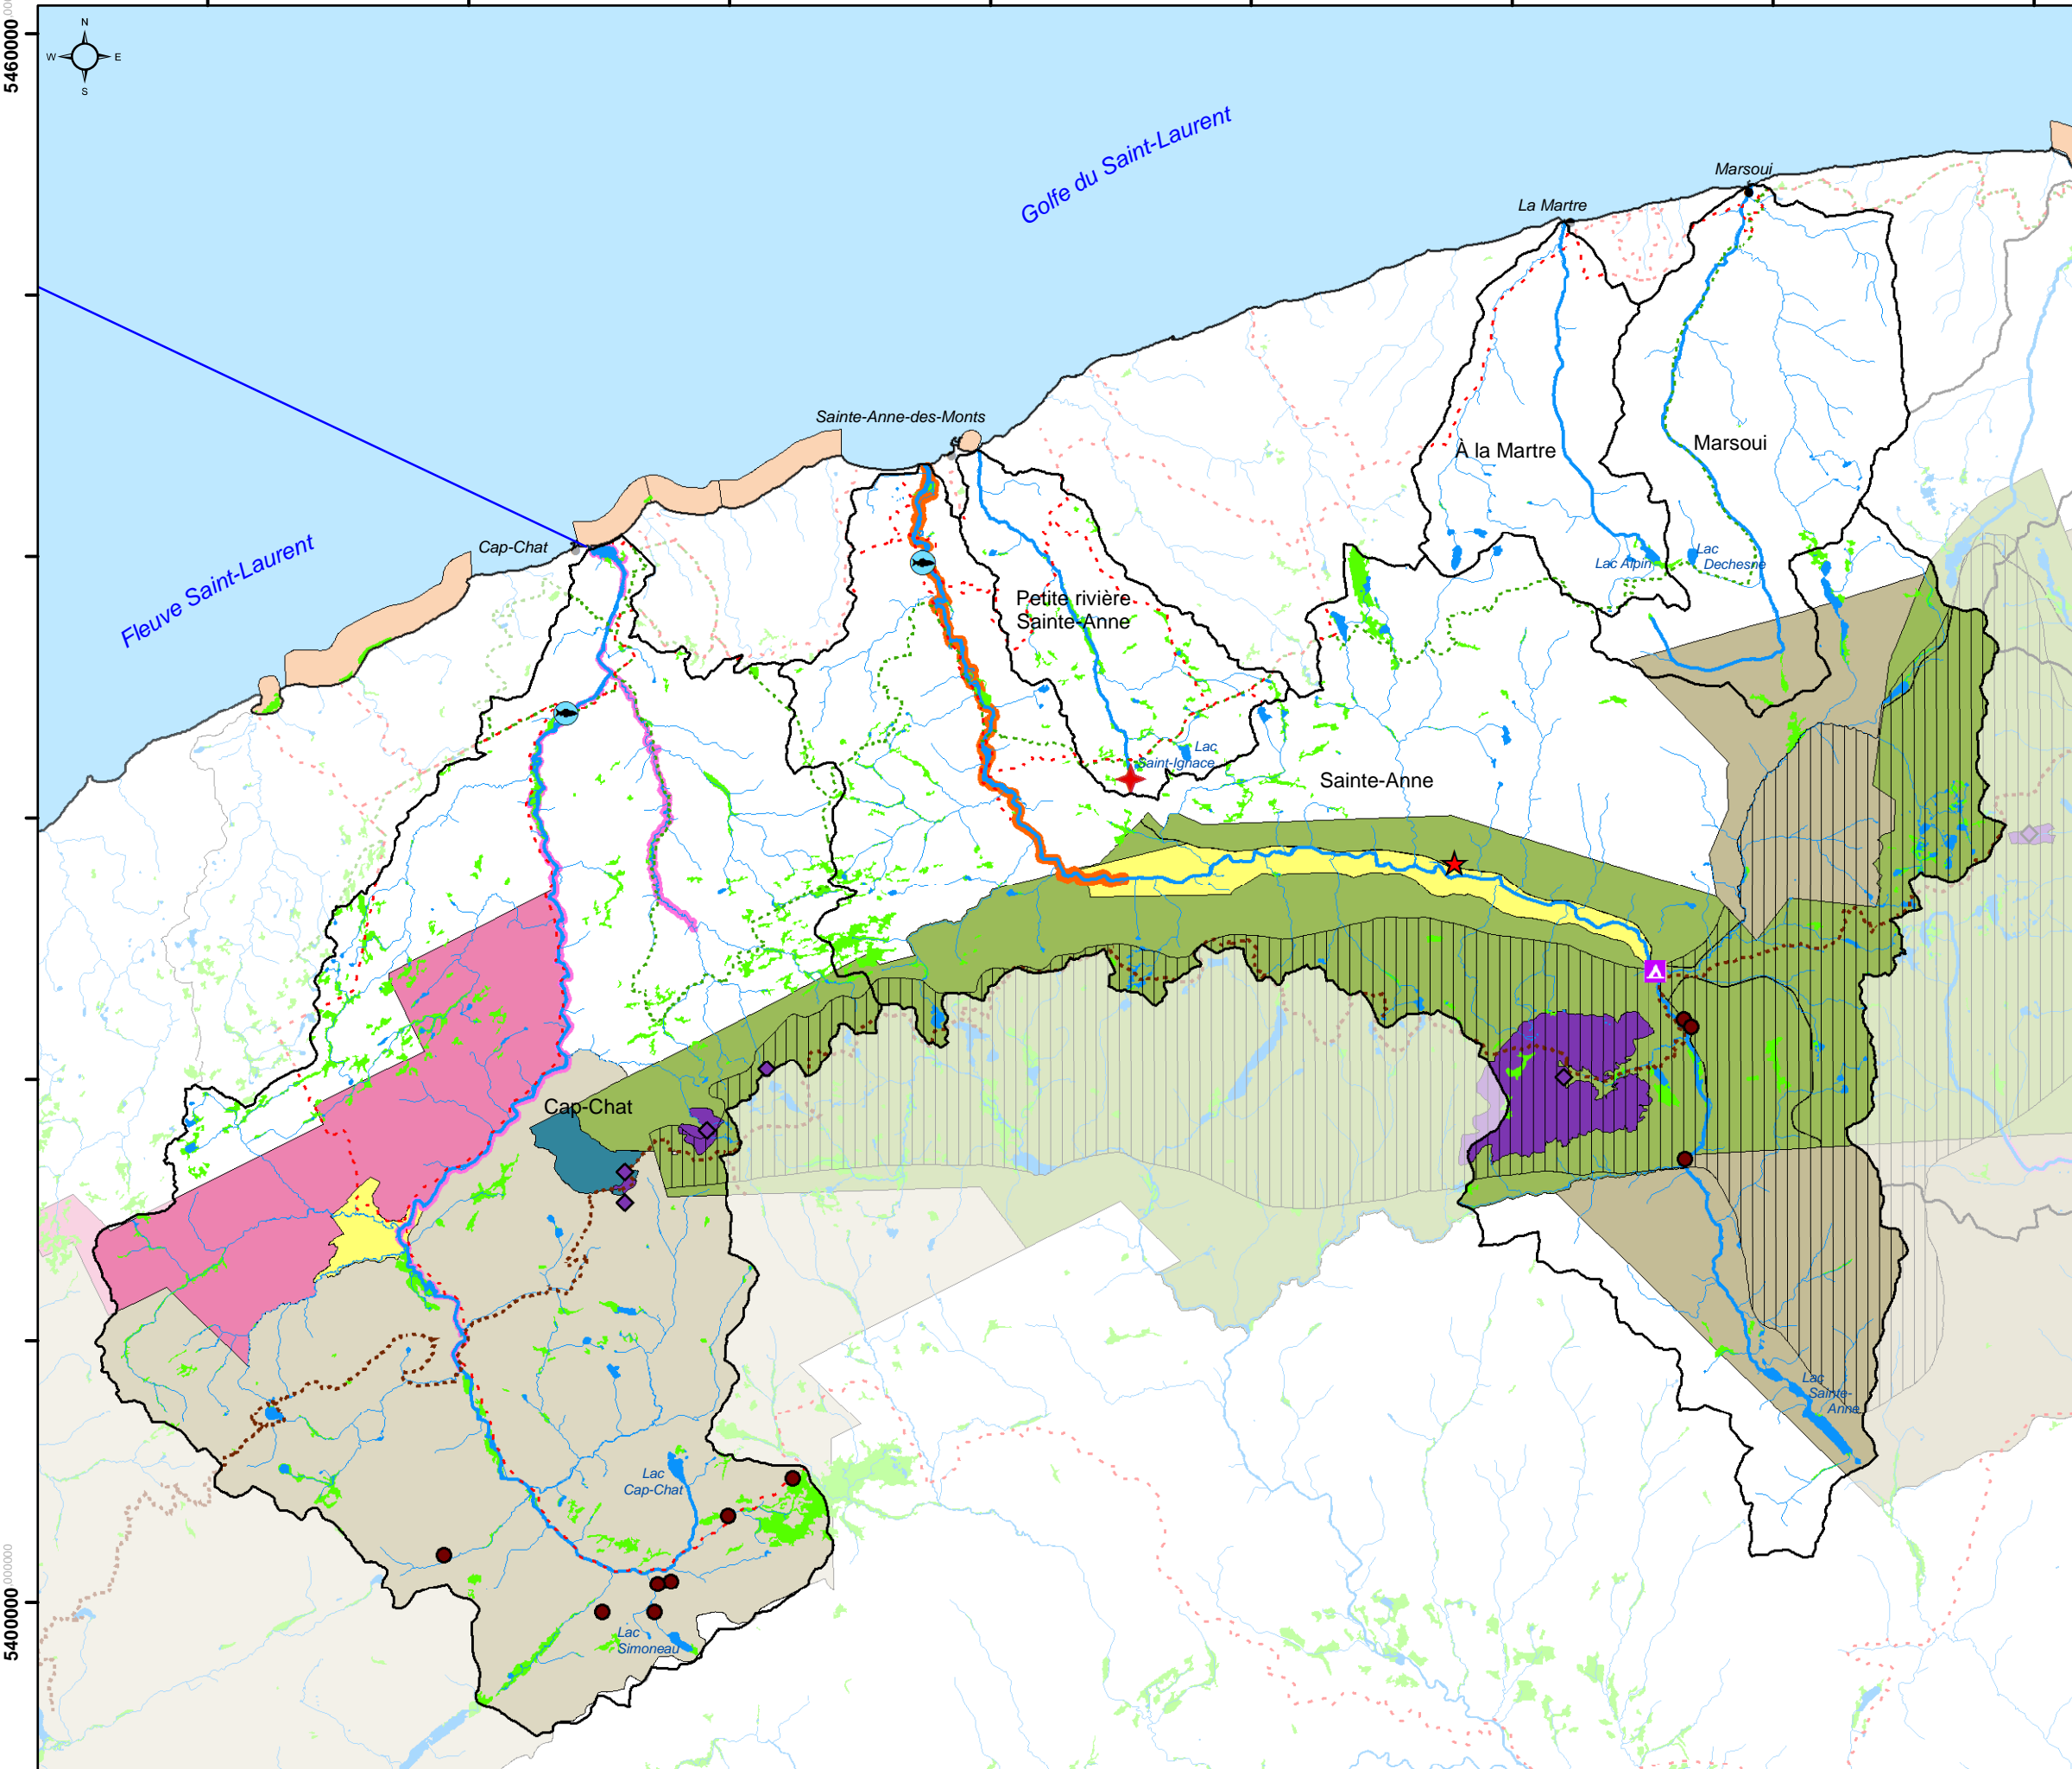 5460000
N
W
E
S
Golfe du Saint-Laurent
Marsoui
La Martre
Sainte-Anne-des-Monts
À la Martre
Marsoui
Cap-Chat
Fleuve Saint-Laurent
Lac Alpin
Lac
Dechesne
Petite rivière
Sainte-Anne
Lac
Saint-Ignace
Sainte-Anne
Cap-Chat
Lac
Sainte-
Anne
Lac
Cap-Chat
5400000
,000000
Lac
Simoneau